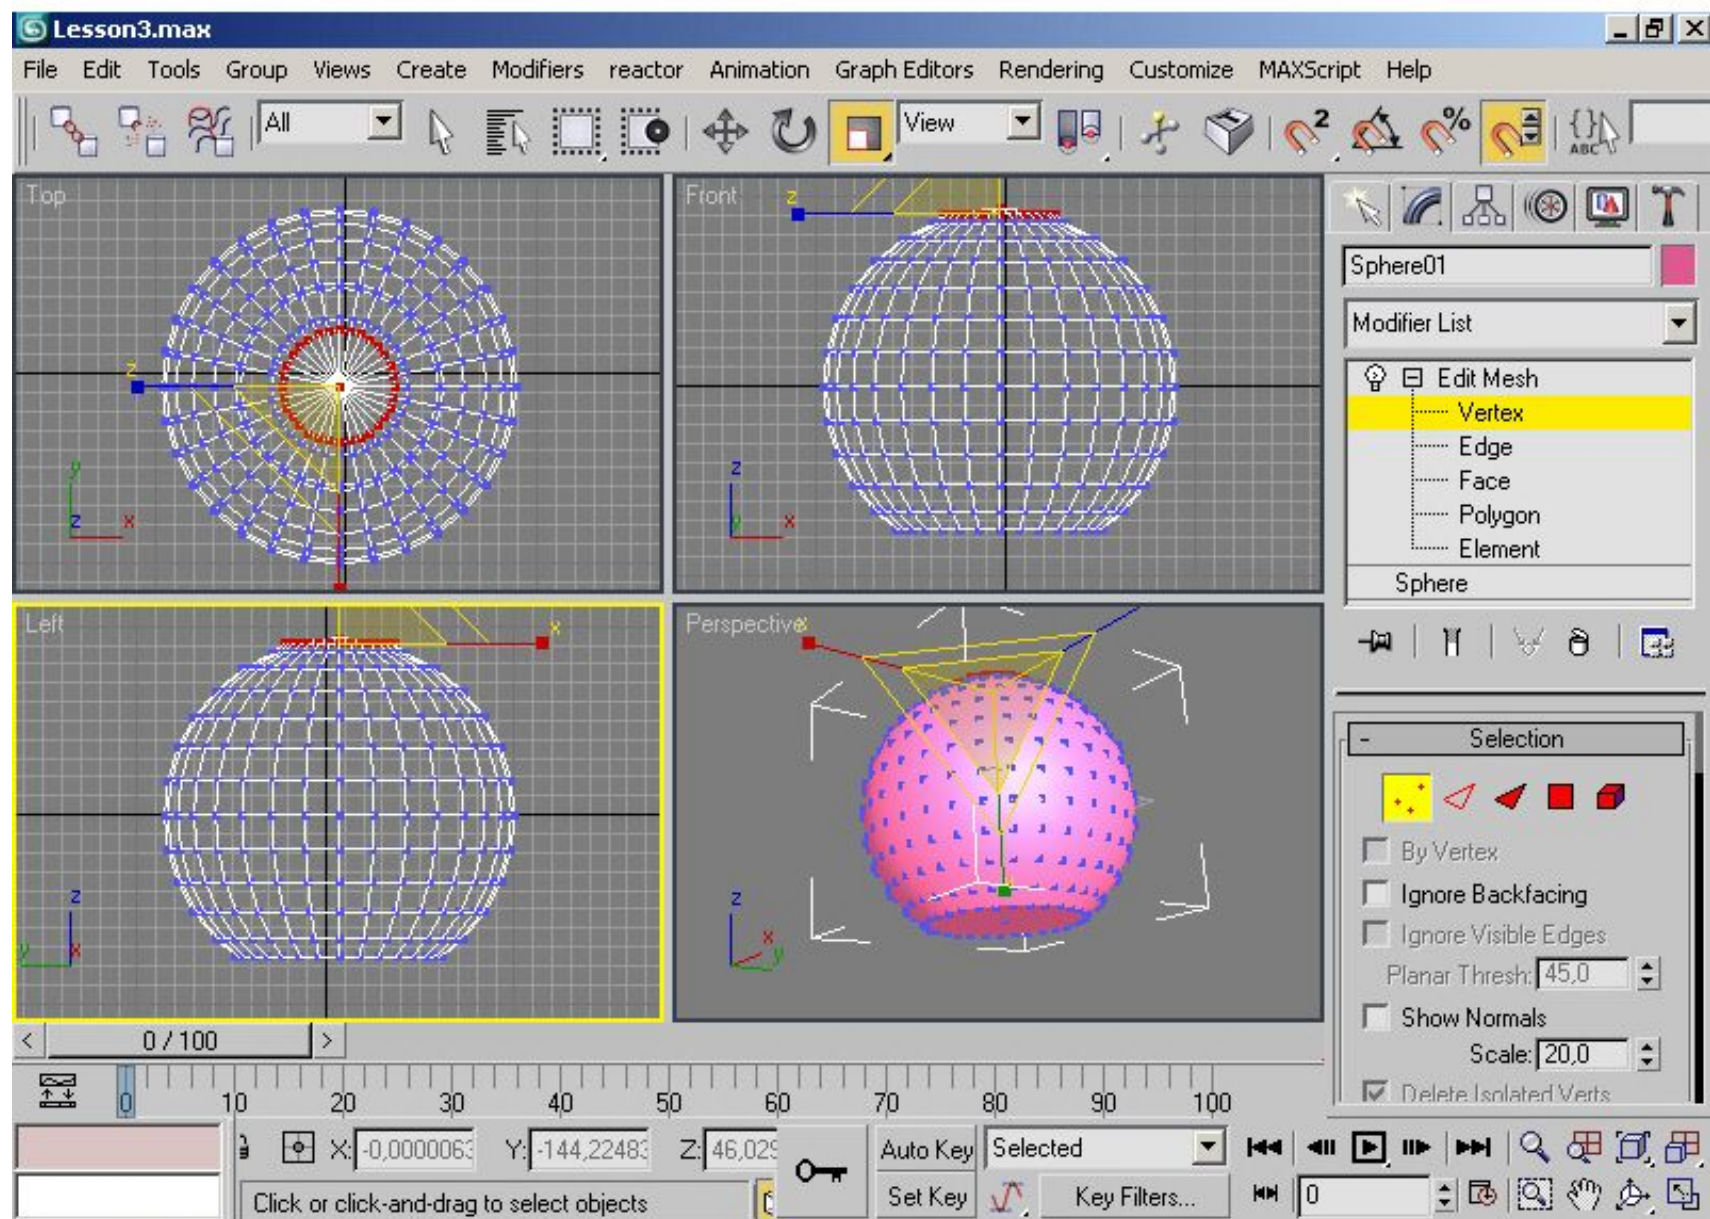 Lesson3.max
File Edit Tools Group Views Create Modifiers reactor Animation Graph Editors Rendering Customize MAXScript Help
All
View
2
%
ABC
Top
z
y
z x
Front
z
z
y x
Left
x
z
y x
Perspective
x
z
x
y
Sphere01
Modifier List
Edit Mesh
Vertex
Edge
Face
Polygon
Element
Sphere
- Selection
By Vertex
Ignore Backfacing
Ignore Visible Edges
Planar Thresh: 45,0
Show Normals
Scale: 20,0
Delete Isolated Verts
< 0 / 100 >
0 10 20 30 40 50 60 70 80 90 100
X: -0,0000063 Y: -144,22483 Z: 46,029
Auto Key Selected
Click or click-and-drag to select objects
Set Key Key Filters... 0